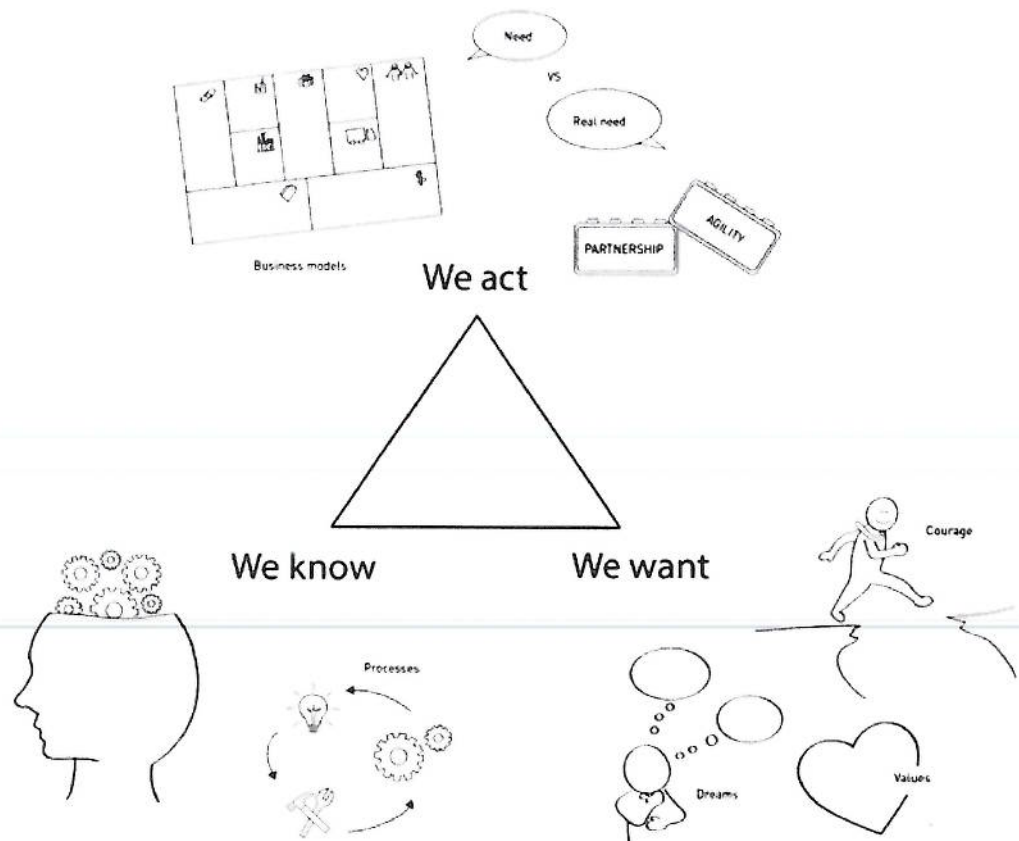 Need
VS
Real need
AGILITY
PARTNERSHIP
Business models
We act
We know
We want
Courage
Processes
Dreams
Values